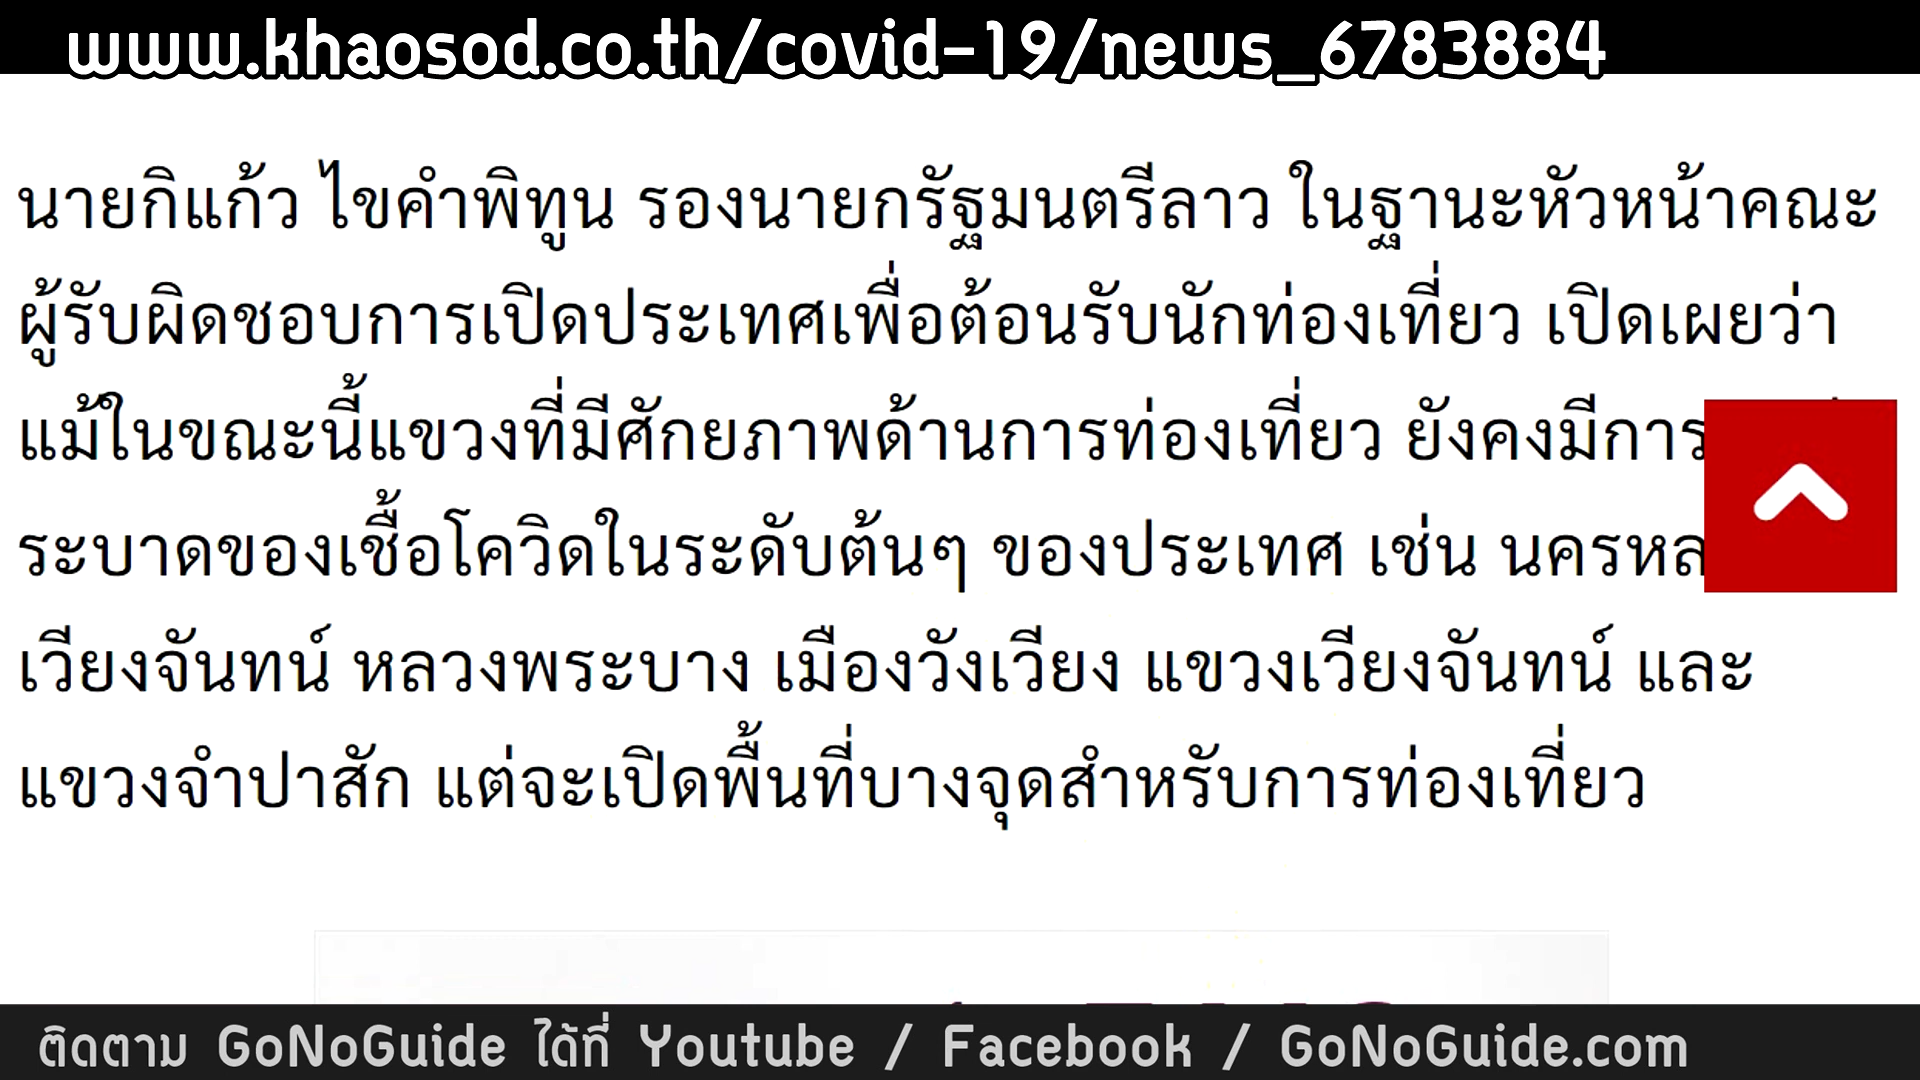 www.khaosod.co.th/covid-19/news_6783884
นายกิแก้ว ไขคำพิทูน รองนายกรัฐมนตรีลาว ในฐานะหัวหน้าคณะ
ผู้รับผิดชอบการเปิดประเทศเพื่อต้อนรับนักท่องเที่ยว เปิดเผยว่า
แม้ในขณะนี้แขวงที่มีศักยภาพด้านการท่องเที่ยว ยังคงมีการ
ระบาดของเชื้อโควิดในระดับต้นๆ ของประเทศ เช่น นครหล
เวียงจันทน์ หลวงพระบาง เมืองวังเวียง แขวงเวียงจันทน์ และ
แขวงจำปาสัก แต่จะเปิดพื้นที่บางจุดสำหรับการท่องเที่ยว
ติดตาม GoNoGuide ได้ที่ Youtube / Facebook / GoNoGuide.com